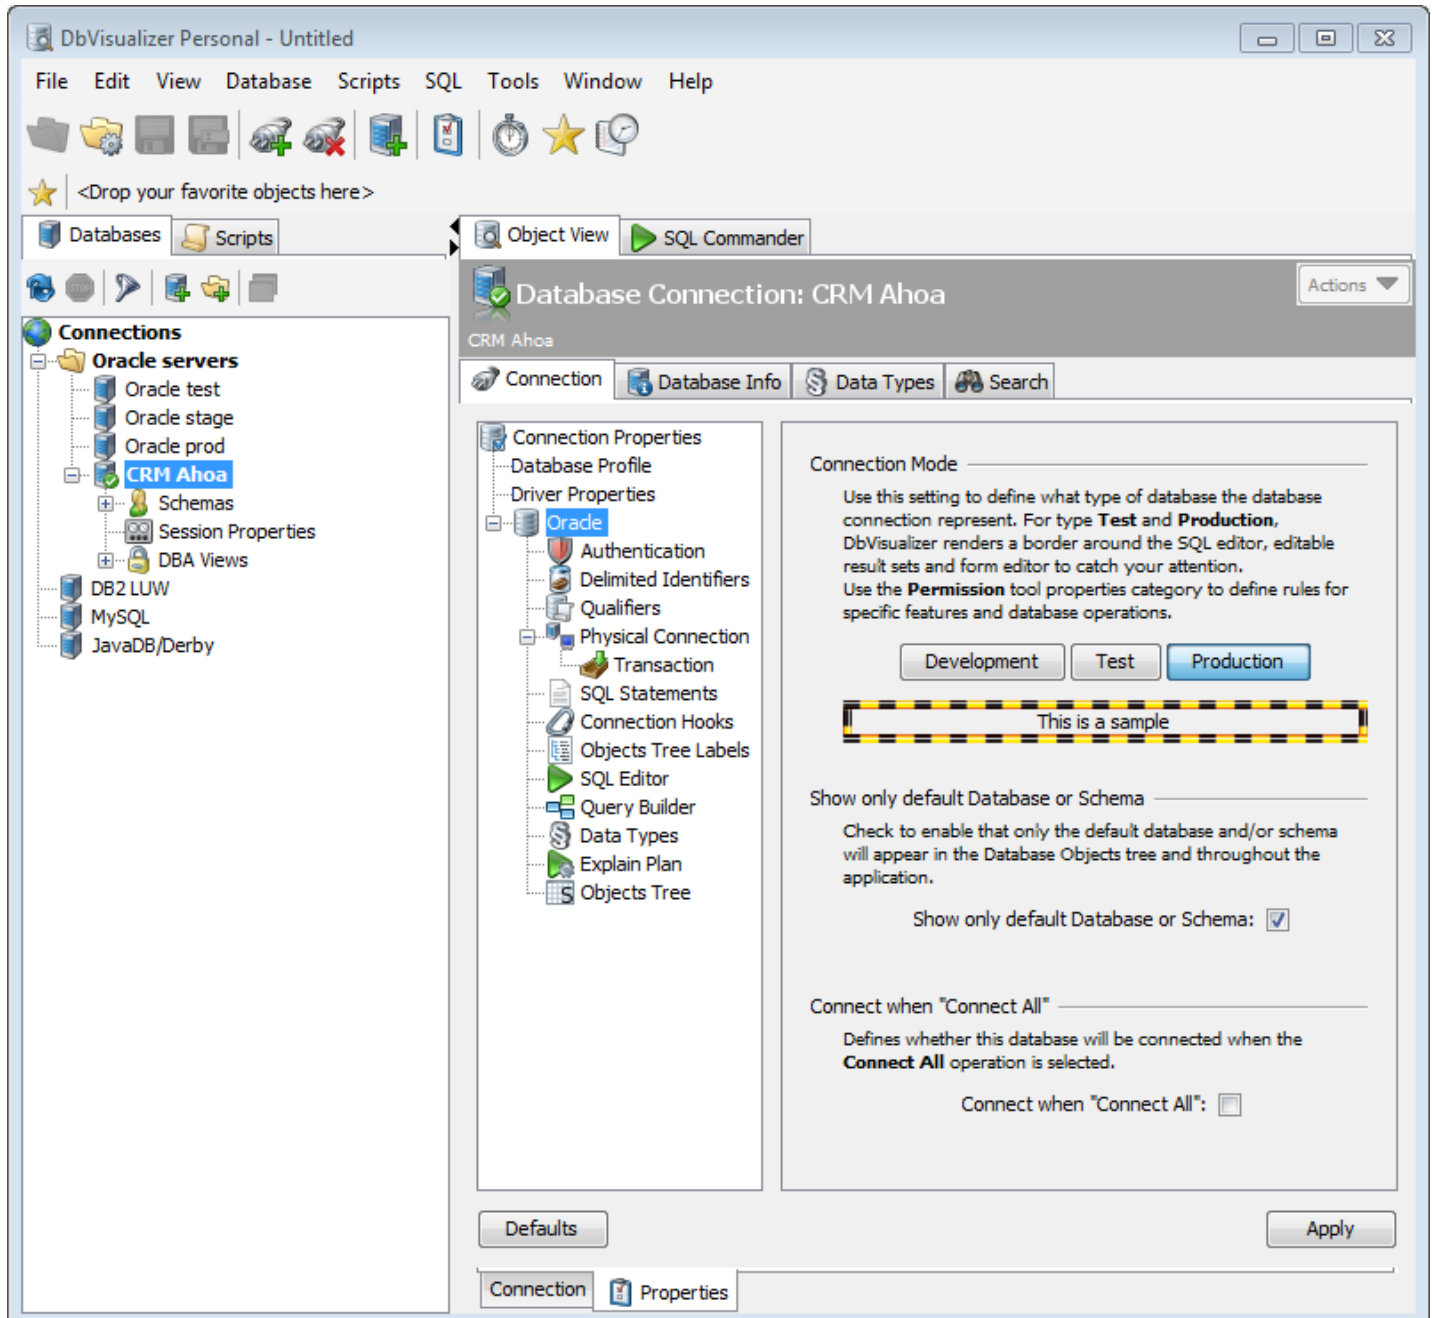 DbVisualizer Personal - Untitled
File Edit View Database Scripts SQL Tools Window Help
<Drop your favorite objects here>
Databases Scripts
Object View SQL Commander
STOP
Database Connection: CRM Ahoa
Actions
CRM Ahoa
Connections
Oracle servers
Oracle test
Oracle stage
Oracle prod
CRM Ahoa
Schemas
Session Properties
DBA Views
DB2 LUW
MySQL
JavaDB/Derby
Connection Database Info Data Types Search
Connection Properties
Database Profile
Driver Properties
Oracle
Authentication
Delimited Identifiers
Qualifiers
Physical Connection
Transaction
SQL Statements
Connection Hooks
Objects Tree Labels
SQL Editor
Query Builder
Data Types
Explain Plan
Objects Tree
Connection Mode
Use this setting to define what type of database the database
connection represent. For type Test and Production,
DbVisualizer renders a border around the SQL editor, editable
result sets and form editor to catch your attention.
Use the Permission tool properties category to define rules for
specific features and database operations.
Development Test Production
This is a sample
Show only default Database or Schema
Check to enable that only the default database and/or schema
will appear in the Database Objects tree and throughout the
application.
Show only default Database or Schema:
Connect when "Connect All"
Defines whether this database will be connected when the
Connect All operation is selected.
Connect when "Connect All":
Defaults
Apply
Connection Properties